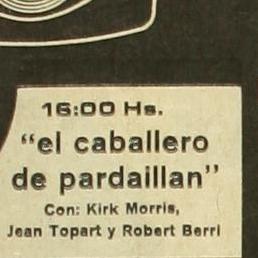 16:00 Hs.
“el caballero
de pardaillan”
Con: Kirk Morris,
Jean Topart y Robert Berri